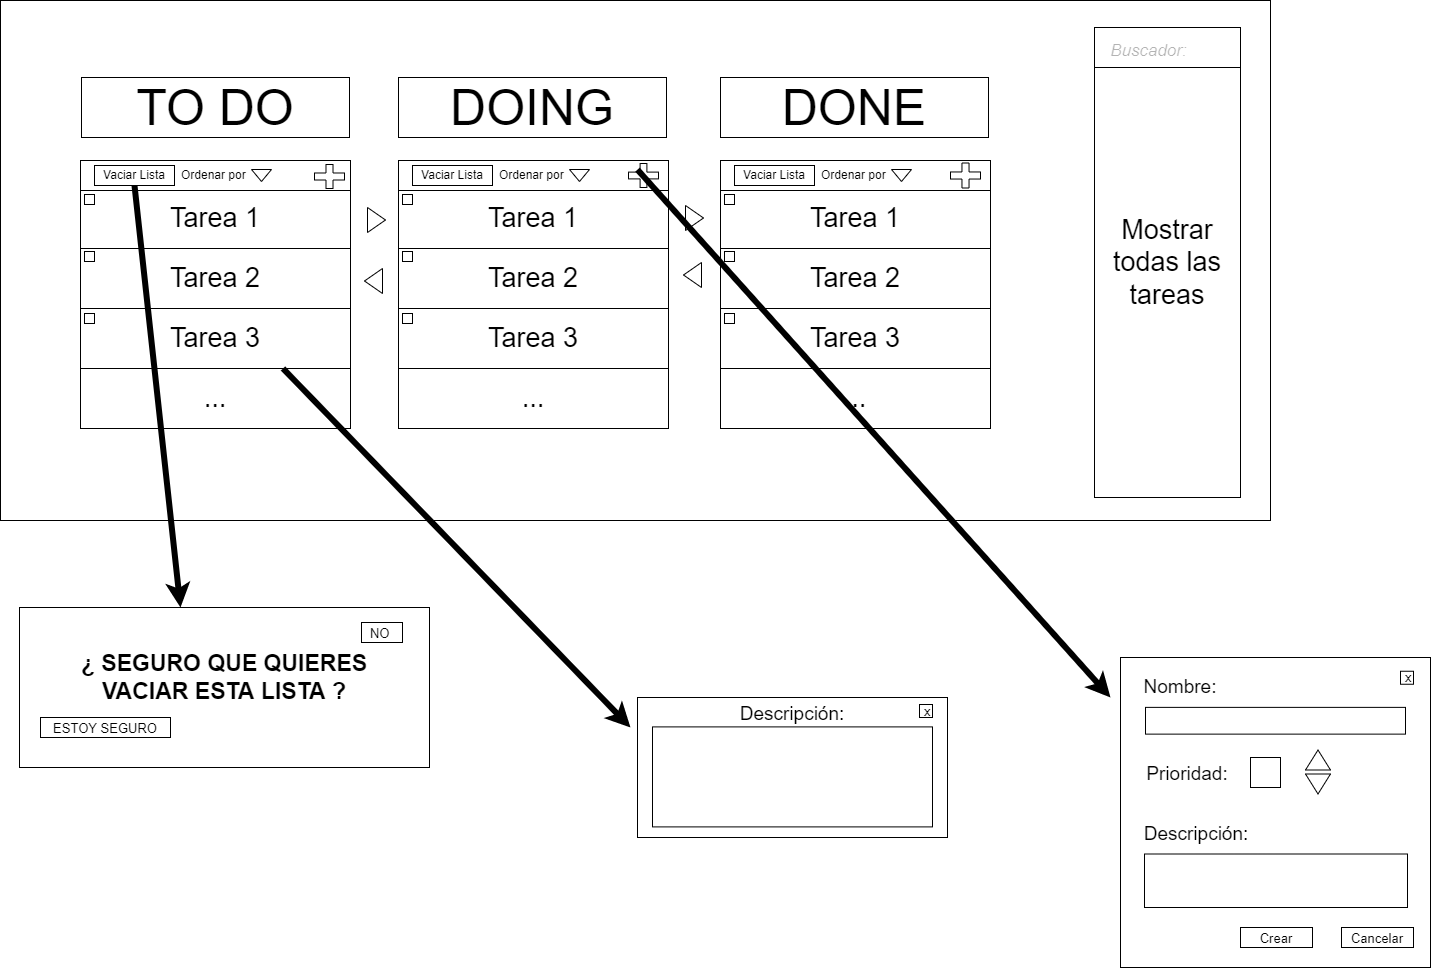 Buscador:
TO DO
DOING
DONE
Vaciar Lista
Ordenar por
Tarea 1
Tarea 2
Tarea 3
...
Vaciar Lista
Ordenar por
Tarea 1
Tarea 2
Tarea 3
...
Vaciar Lista
Ordenar por
Tarea 1
Tarea 2
Tarea 3
...
Mostrar
todas las
tareas
NO
¿ SEGURO QUE QUIERES
VACIAR ESTA LISTA ?
ESTOY SEGURO
Descripción:
x
Nombre:
x
Prioridad:
Descripción:
Crear
Cancelar